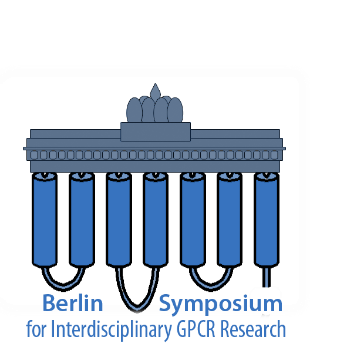 Berlin Symposium
for Interdisciplinary GPCR Research